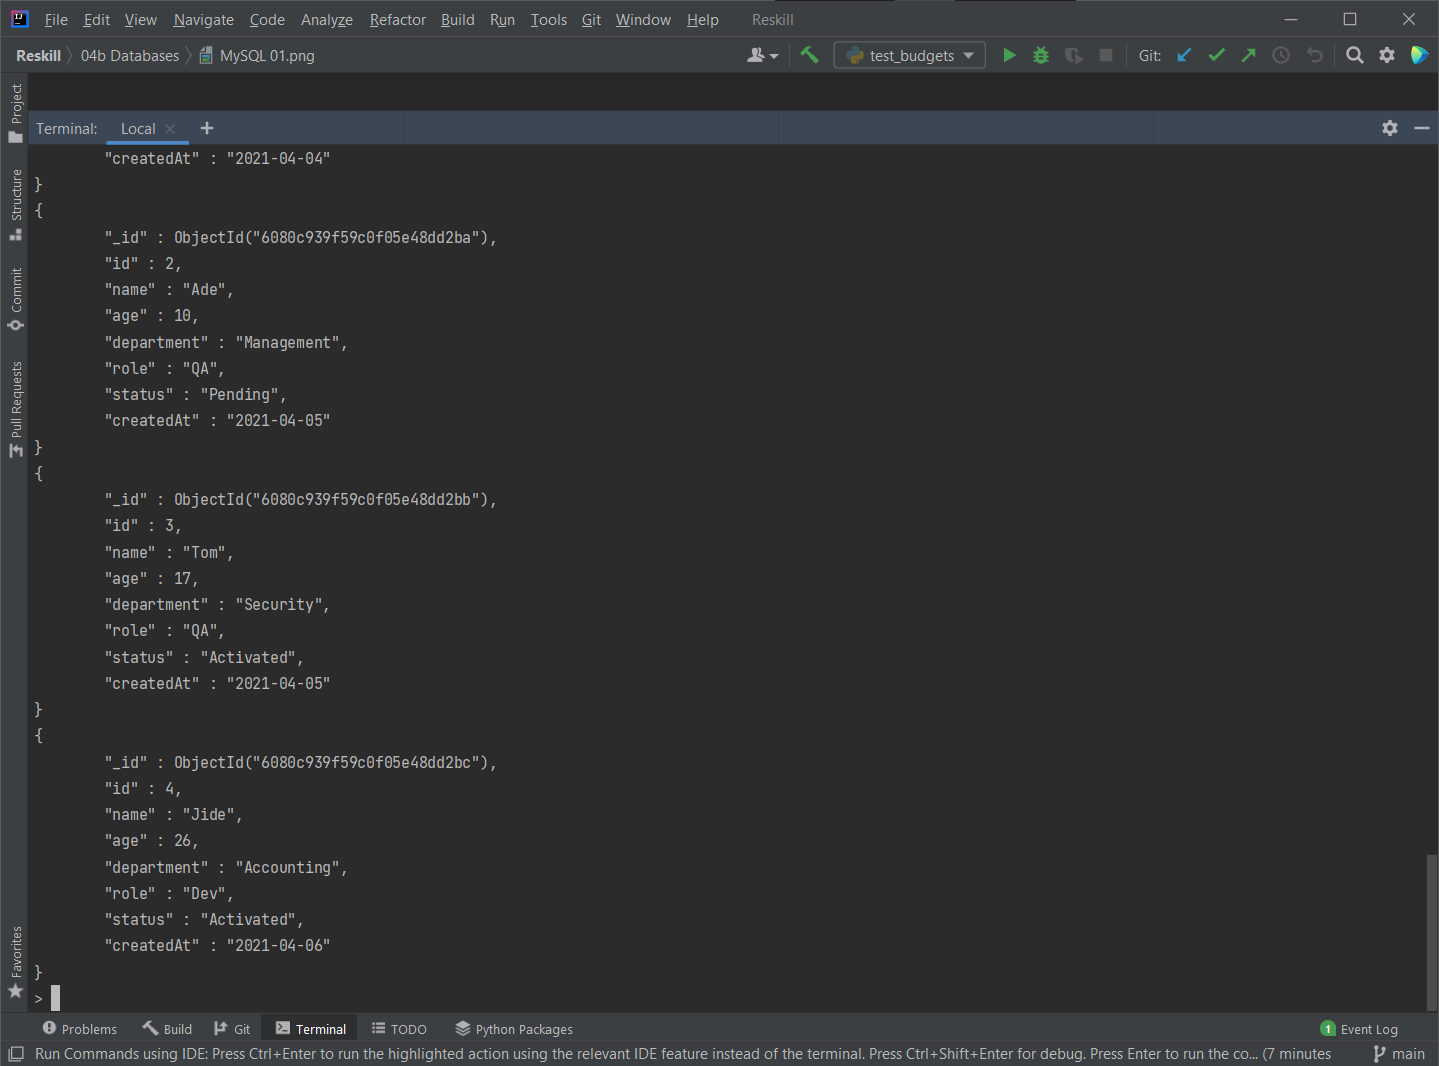 File Edit View Navigate Code Analyze Refactor Build Run Tools Git Window Help Reskill
Reskill 04b Databases MySQL 01.png test_budgets Git:
Project
Structure
Commit
Pull Requests
Favorites
Terminal: Local
"createdAt" : "2021-04-04"
}
{
"_id" : ObjectId("6080c939f59c0f05e48dd2ba"),
"id" : 2,
"name" : "Ade",
"age" : 10,
"department" : "Management",
"role" : "QA",
"status" : "Pending",
"createdAt" : "2021-04-05"
}
{
"_id" : ObjectId("6080c939f59c0f05e48dd2bb"),
"id" : 3,
"name" : "Tom",
"age" : 17,
"department" : "Security",
"role" : "QA",
"status" : "Activated",
"createdAt" : "2021-04-05"
}
{
"_id" : ObjectId("6080c939f59c0f05e48dd2bc"),
"id" : 4,
"name" : "Jide",
"age" : 26,
"department" : "Accounting",
"role" : "Dev",
"status" : "Activated",
"createdAt" : "2021-04-06"
}
>
Problems Build Git Terminal TODO Python Packages 1 Event Log
Run Commands using IDE: Press Ctrl+Enter to run the highlighted action using the relevant IDE feature instead of the terminal. Press Ctrl+Shift+Enter for debug. Press Enter to run the co... (7 minutes main